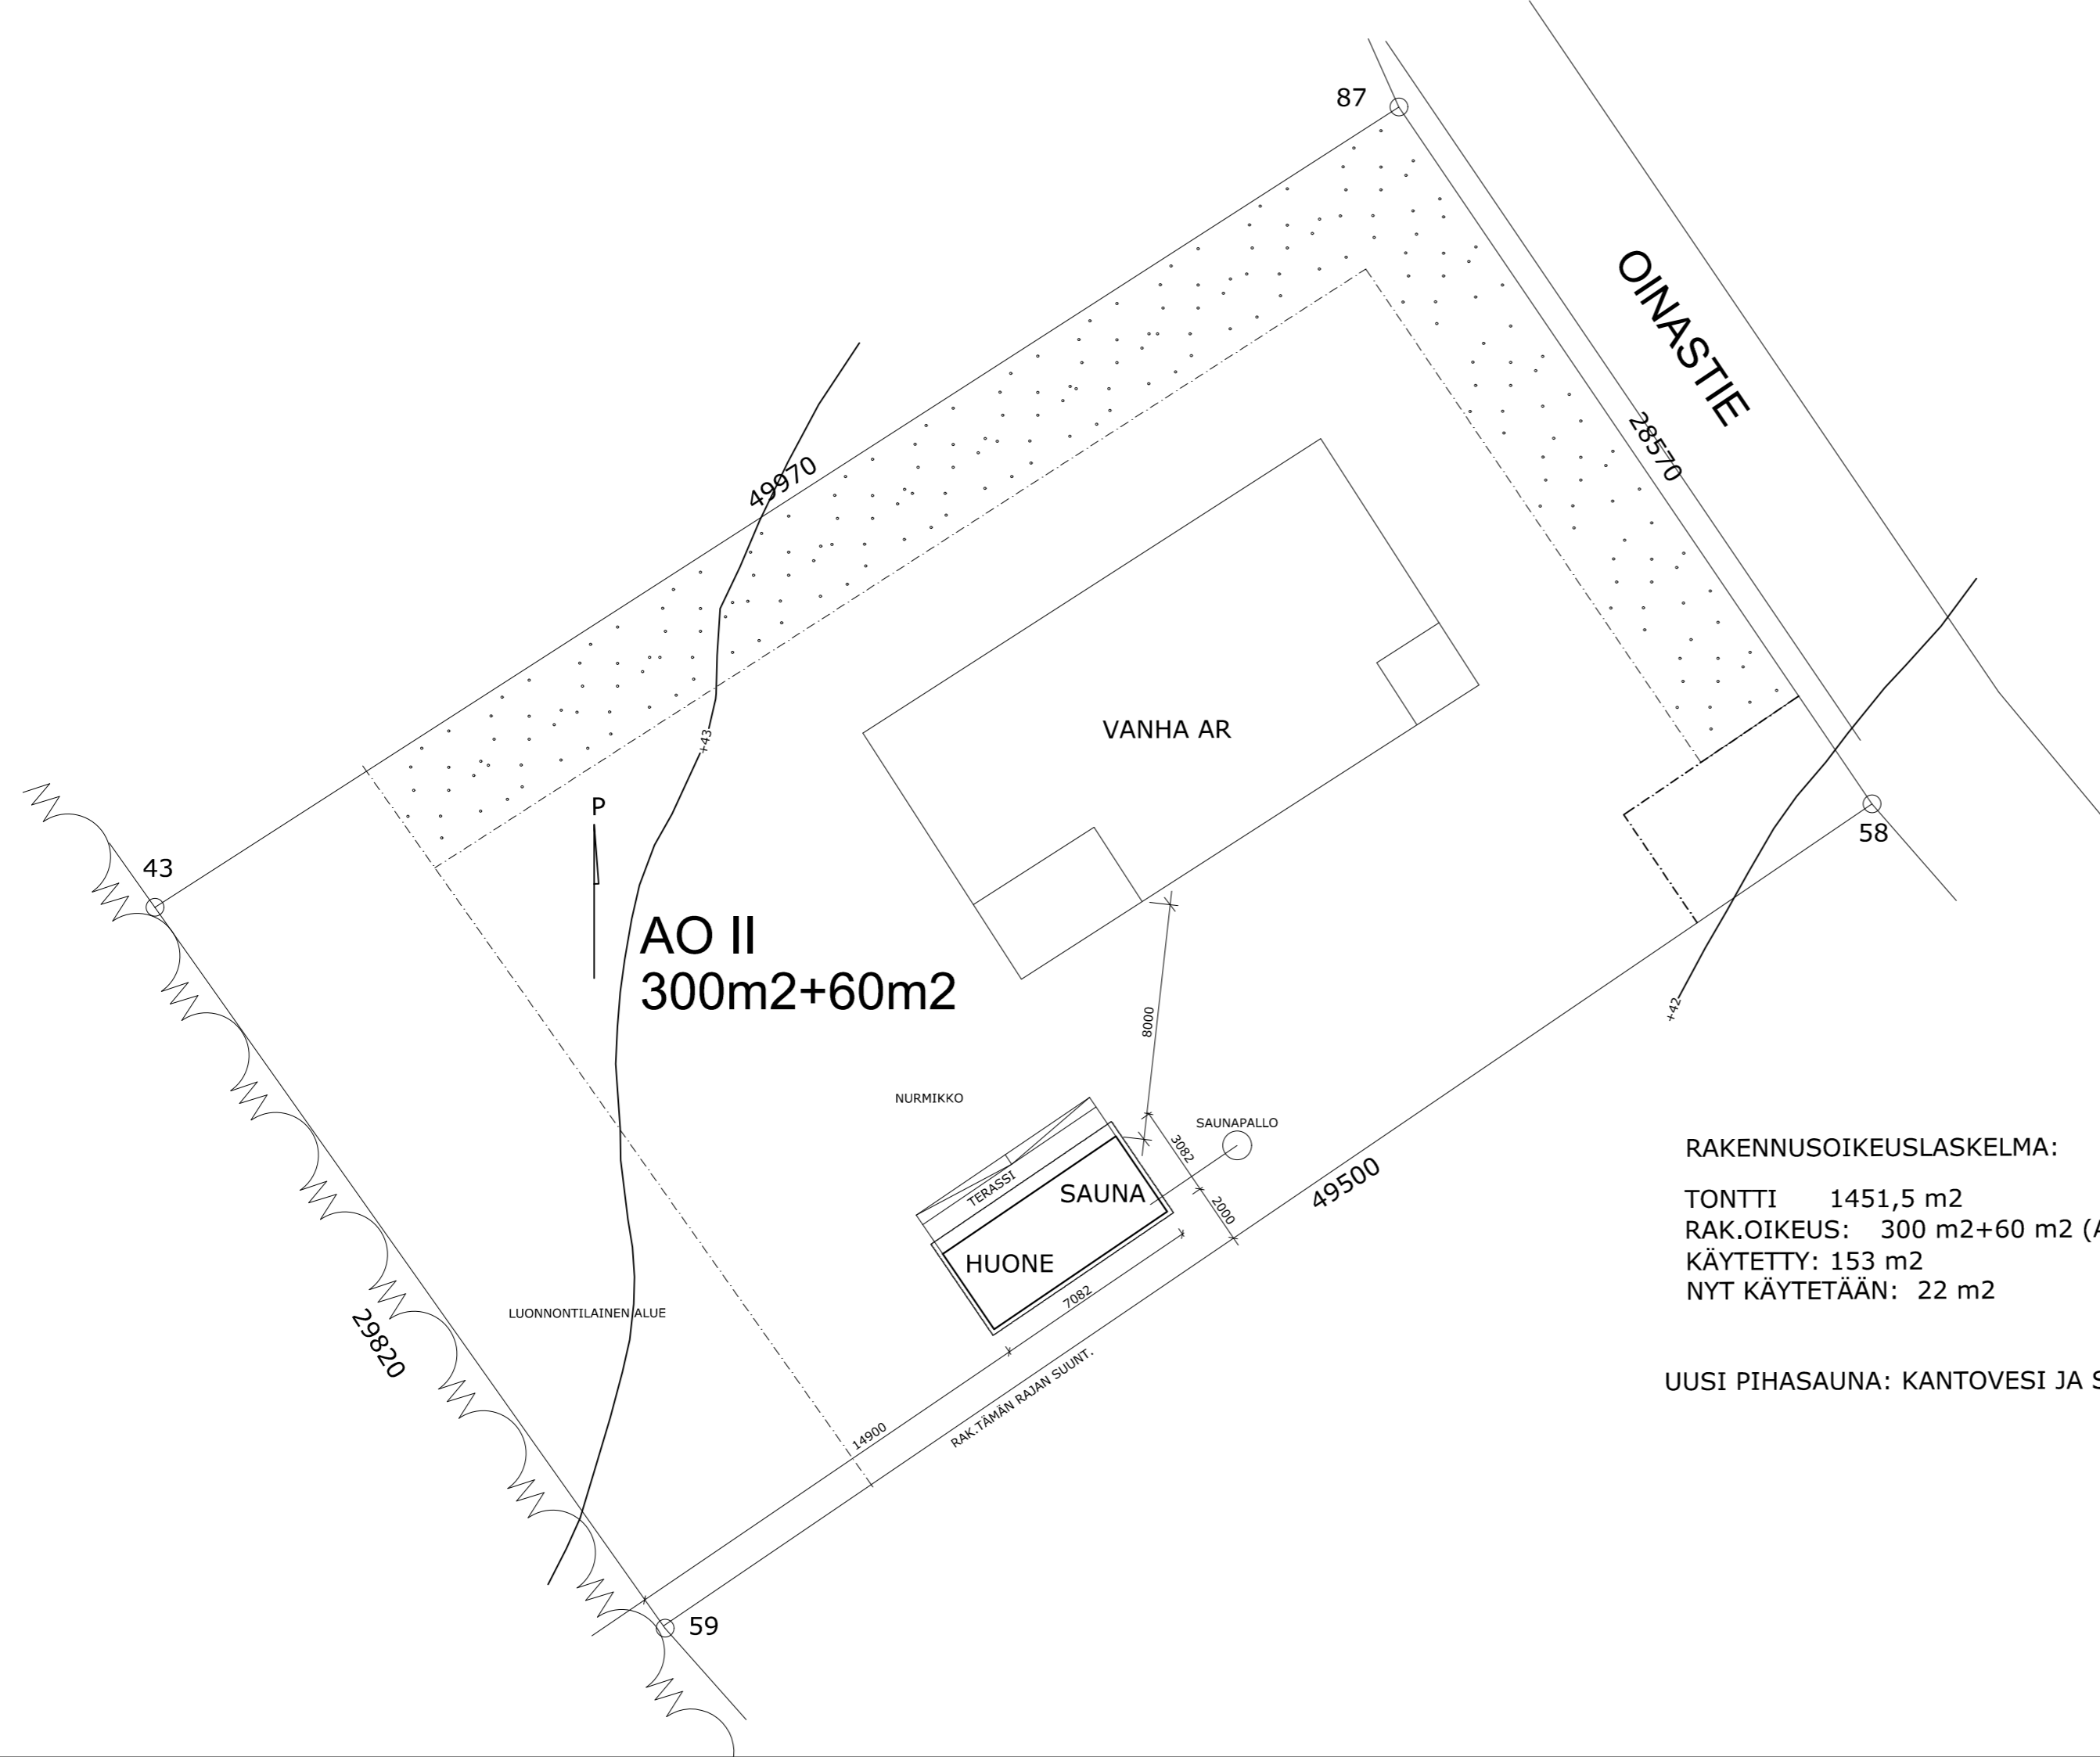 87
OINASTIE
28570
49970
VANHA AR
+43
P
58
43
AO II
300m2+60m2
+42
8000
NURMIKKO
SAUNAPALLO
3082
RAKENNUSOIKEUSLASKELMA:
TERASSI
SAUNA
49500
2000
TONTTI 1451,5 m2
RAK.OIKEUS: 300 m2+60 m2 (A
HUONE
KÄYTETTY: 153 m2
7082
NYT KÄYTETÄÄN: 22 m2
LUONNONTILAINEN ALUE
29820
RAK.TÄMÄN RAJAN SUUNT.
UUSI PIHASAUNA: KANTOVESI JA S
14900
59